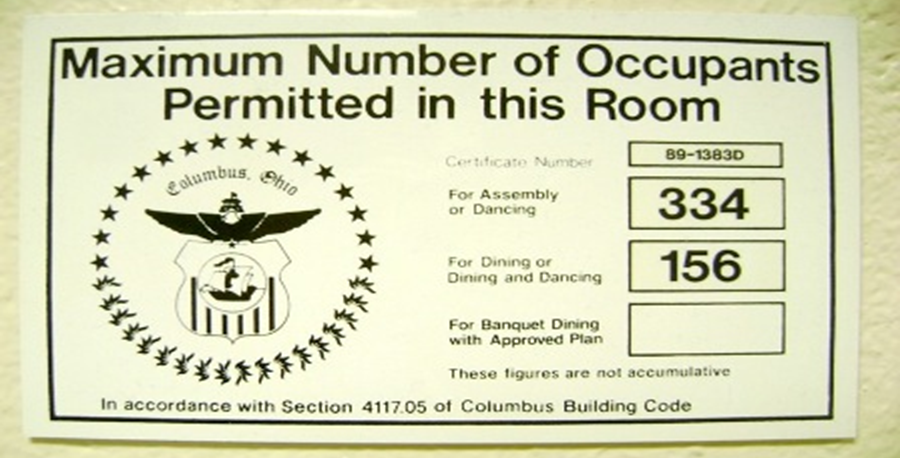 Maximum Number of Occupants
Permitted in this Room
Columbus, Ohio
Certificate Number
89-1383D
For Assembly
or Dancing
334
For Dining or
Dining and Dancing
156
For Banquet Dining
with Approved Plan
These figures are not accumulative
In accordance with Section 4117.05 of Columbus Building Code